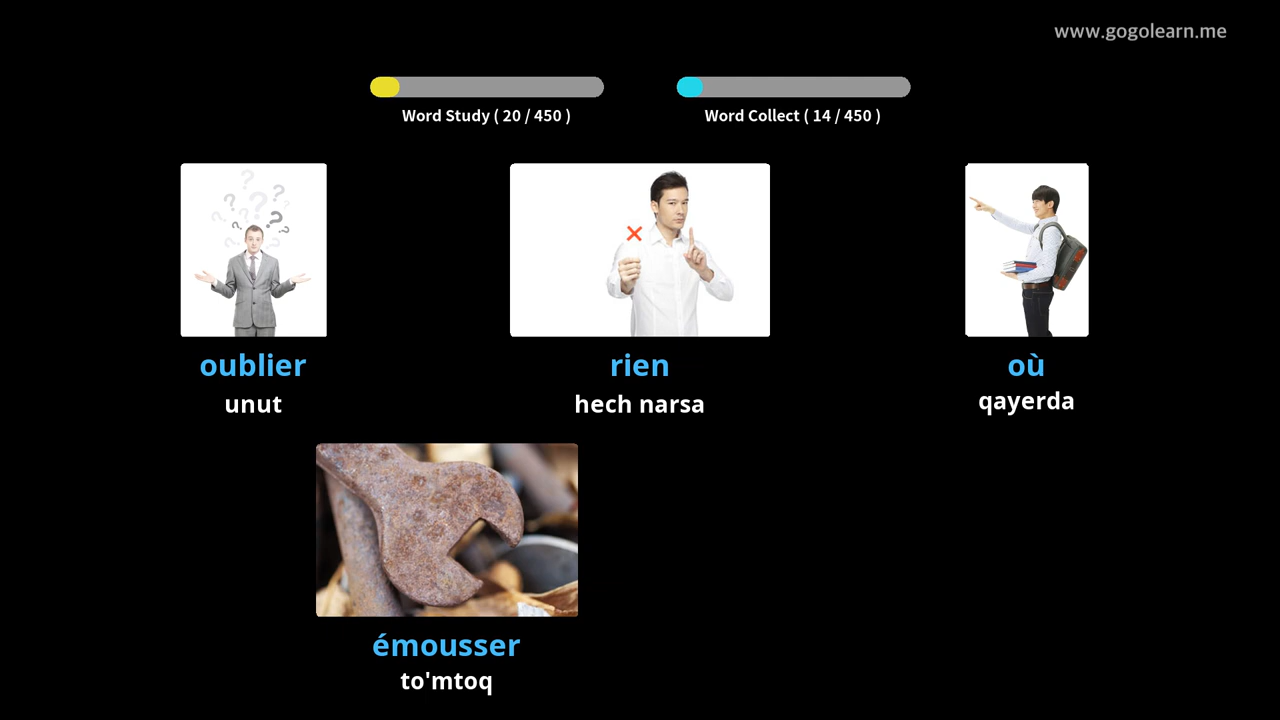 www.gogolearn.me
Word Study ( 20 / 450 )
Word Collect ( 14 / 450 )
oublier
unut
rien
hech narsa
où
qayerda
émousser
to'mtoq